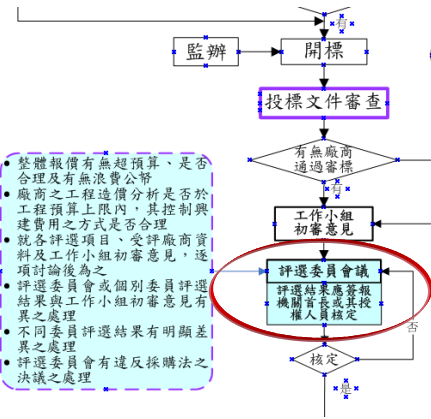 有
監辦
開標
投標文件審查
有無廠商
通過審標
有
工作小組
初審意見
● 整體報價有無超預算、是否
合理及有無浪費公帑
● 廠商之工程造價分析是否於
工程預算上限內，其控制興
建費用之方式是否合理
● 就各評選項目、受評廠商資
料及工作小組初審意見，逐
項討論後為之
● 評選委員會或個別委員評選
結果與工作小組初審意見有
異之處理
● 不同委員評選結果有明顯差
異之處理
● 評選委員會有違反採購法之
決議之處理
評選委員會議
評選結果應簽報
機關首長或其授
權人員核定
否
核定
是